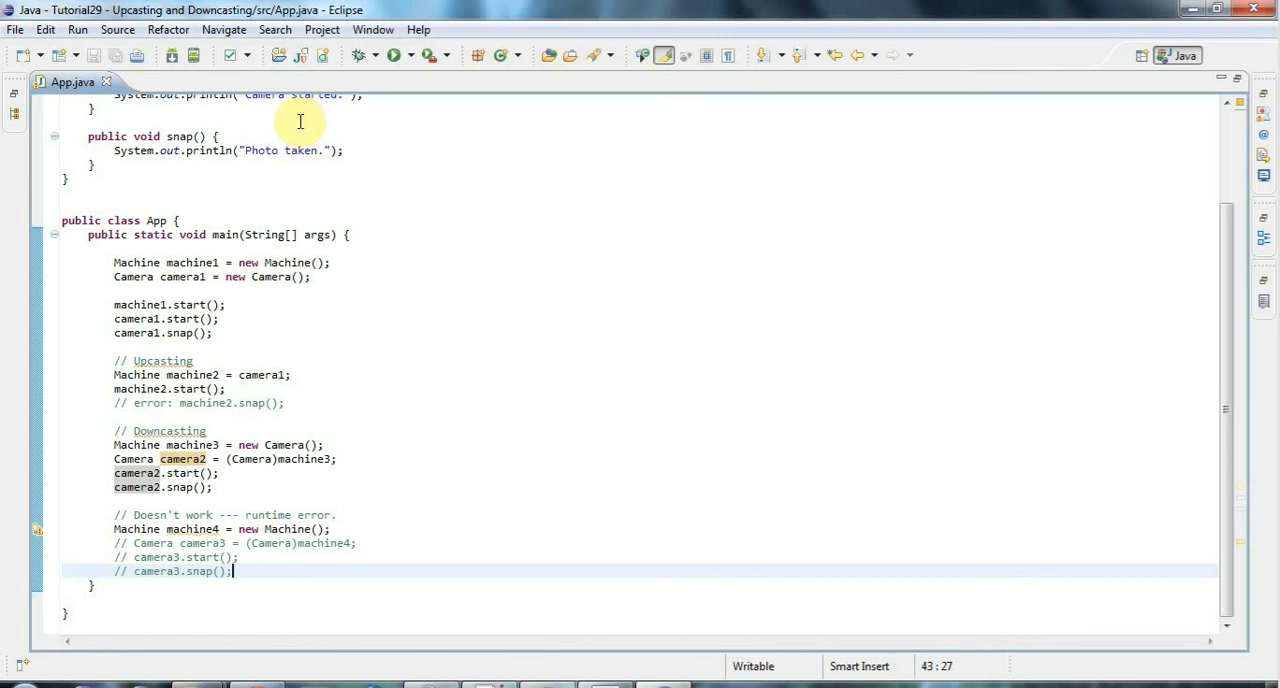 Java - Tutorial29 - Upcasting and Downcasting/src/App.java - Eclipse
File Edit Run Source Refactor Navigate Search Project Window Help
Java
App.java
System.out.println("Camera started.");
}
public void snap() {
System.out.println("Photo taken.");
}
}
public class App {
public static void main(String[] args) {
Machine machine1 = new Machine();
Camera camera1 = new Camera();
machine1.start();
camera1.start();
camera1.snap();
// Upcasting
Machine machine2 = camera1;
machine2.start();
// error: machine2.snap();
// Downcasting
Machine machine3 = new Camera();
Camera camera2 = (Camera)machine3;
camera2.start();
camera2.snap();
// Doesn't work --- runtime error.
Machine machine4 = new Machine();
// Camera camera3 = (Camera)machine4;
// camera3.start();
// camera3.snap();
}
}
Writable Smart Insert 43 : 27